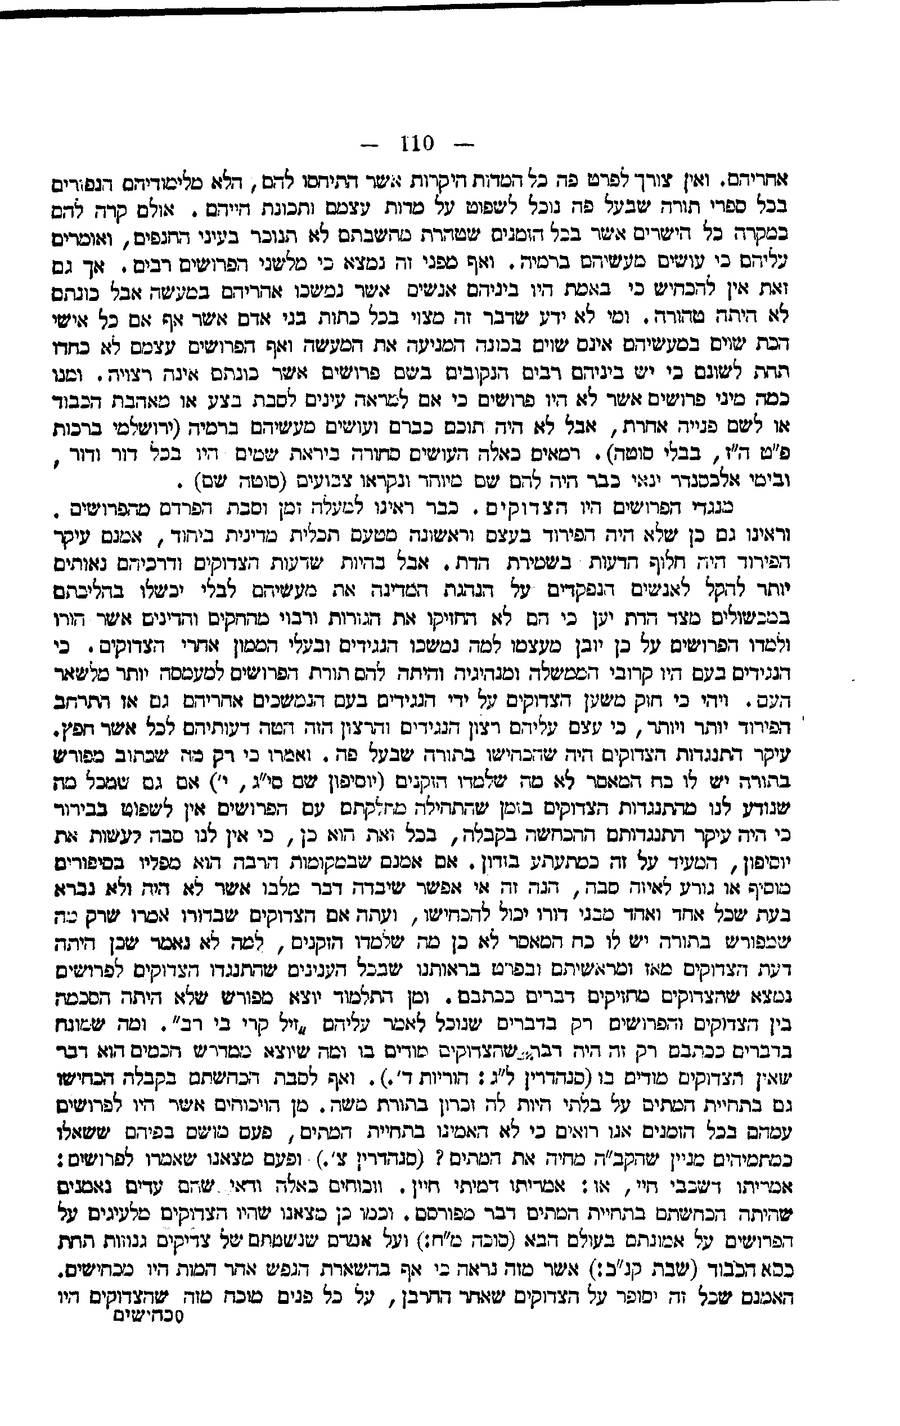 — 110 —
אחריהם. ואין צורך לפרט פה כל המדות היקרות אשר התיחסו להם, הלא מלימודיהם הנפזרים
בכל ספרי תורה שבעל פה נוכל לשפוט על מדות עצמם ותכונת חייהם. אולם קרה להם
כמקרה כל הישרים אשר בכל הזמנים שטהרת מחשבתם לא תנוכר בעיני החנפים, ואומרים
עליהם כי עושים מעשיהם ברמיה. ואף מפני זה נמצא כי מלשני הפרושים רבים. אך גם
זאת אין להכחיש כי באמת היו ביניהם אנשים אשר נמשכו אחריהם במעשה אבל כונתם
לא היתה טהורה. ומי לא ידע שדבר זה מצוי בכל כתות בני אדם אשר אף אם כל אישי
הכת שוים במעשיהם אינם שוים בכונה המניעה את המעשה ואף הפרושים עצמם לא כחדו
תחת לשונם כי יש ביניהם רבים הנקובים בשם פרושים אשר כונתם אינה רצויה. ומנו
כמה מיני פרושים אשר לא היו פרושים כי אם למראה עינים לסבת בצע או מאהבת הכבוד
או לשם פנייה אחרת, אבל לא היה תוכם כברם ועושים מעשיהם ברמיה (ירושלמי ברכות
פ"ט ה"ז, בבלי סוטה). רמאים כאלה העושים סחורה ביראת שמים היו בכל דור ודור,
ובימי אלכסנדר ינאי כבר היה להם שם מיוחד ונקראו צבועים (סוטה שם).
מנגדי הפרושים היו הצדוקים. כבר ראינו למעלה זמן וסבת הפרדם מהפרושים.
וראינו גם כן שלא היה הפירוד בעצם וראשונה מטעם תכלית מדינית ביחוד, אמנם עיקר
הפירוד היה חלוף הדעות בשמירת הדת. אבל בהיות שדעות הצדוקים ודרכיהם נאותים
יותר להקל לאנשים הנפקדים על הנהגת המדינה את מעשיהם לבלי יכשלו בהליכתם
במכשולים מצד הדת יען כי הם לא החזיקו את הגזרות ורבוי מהחקים והדינים אשר הורו
ולמדו הפרושים על כן יובן מעצמו למה נמשכו הנגידים ובעלי הממון אחרי הצדוקים. כי
הנגידים בעם היו קרובי הממשלה ומנהיגיה והיתה להם תורת הפרושים למעמסה יותר מלשאר
העם. ויהי כי חזק משען הצדוקים על ידי הנגידים בעם הנמשכים אחריהם גם אז התרחב
הפירוד יותר ויותר, כי עצם עליהם רצון הנגידים והרצון הזה הטה דעותיהם לכל אשר חפץ.
עיקר התנגדות הצדוקים היה שהכחישו בתורה שבעל פה. ואמרו כי רק מה שכתוב מפורש
בתורה יש לו כח המאסר לא מה שלמדו הזקנים (יוסיפון שם סי"ג, י') אם גם שמכל מה
שנודע לנו מהתנגדות הצדוקים בזמן שהתחילה מחלקתם עם הפרושים אין לשפוט בבירור
כי היה עיקר התנגדותם ההכחשה בקבלה, בכל זאת הוא כן, כי אין לנו סבה לעשות את
יוסיפון, המעיד על זה כמתעתע בזדון. אם אמנם שבמקומות הרבה הוא מפליז בסיפורים
מוסיף או גורע לאיזה סבה, הנה זה אי אפשר שיבדה דבר מלבו אשר לא היה ולא נברא
בעת שכל אחד ואחד מבני דורו יכול להכחישו, ועתה אם הצדוקים שבדורו אמרו שרק מה
שמפורש בתורה יש לו כח המאסר לא כן מה שלמדו הזקנים, למה לא נאמר שכן היתה
דעת הצדוקים מאז ומראשיתם ובפרט בראותנו שבכל הענינים שהתנגדו הצדוקים לפרושים
נמצא שהצדוקים מחזיקים דברים ככתבם. ומן התלמוד יוצא מפורש שלא היתה הסכמה
בין הצדוקים והפרושים רק בדברים שנוכל לאמר עליהם „זיל קרי בי רב". ומה שמונח
בדברים ככתבם רק זה היה דבר שהצדוקים מודים בו ומה שיוצא ממדרש חכמים הוא דבר
שאין הצדוקים מודים בו (סנהדרין ל"ג: הוריות ד'.). ואף לסבת הכחשתם בקבלה הכחישו
גם בתחיית המתים על בלתי היות לה זכרון בתורת משה. מן הויכוחים אשר היו לפרושים
עמהם בכל הזמנים אנו רואים כי לא האמינו בתחיית המתים, פעם מושם בפיהם ששאלו
כמתמיהים מניין שהקב"ה מחיה את המתים? (סנהדרין צ'.) ופעם מצאנו שאמרו לפרושים:
אמריתו דשכבי חיי, או: אמריתו דמיתי חיין. ווכוחים כאלה ודאי שהם עדים נאמנים
שהיתה הכחשתם בתחיית המתים דבר מפורסם. וכמו כן מצאנו שהיו הצדוקים מלעיגים על
הפרושים על אמונתם בעולם הבא (סוכה מ"ח:) ועל אמרם שנשמתם של צדיקים גנוזות תחת
כסא הכבוד (שבת קנ"ב:) אשר מזה נראה כי אף בהשארת הנפש אחר המות היו מכחישים.
האמנם שכל זה יסופר על הצדוקים שאחר החרבן, על כל פנים מוכח מזה שהצדוקים היו
מכחישים